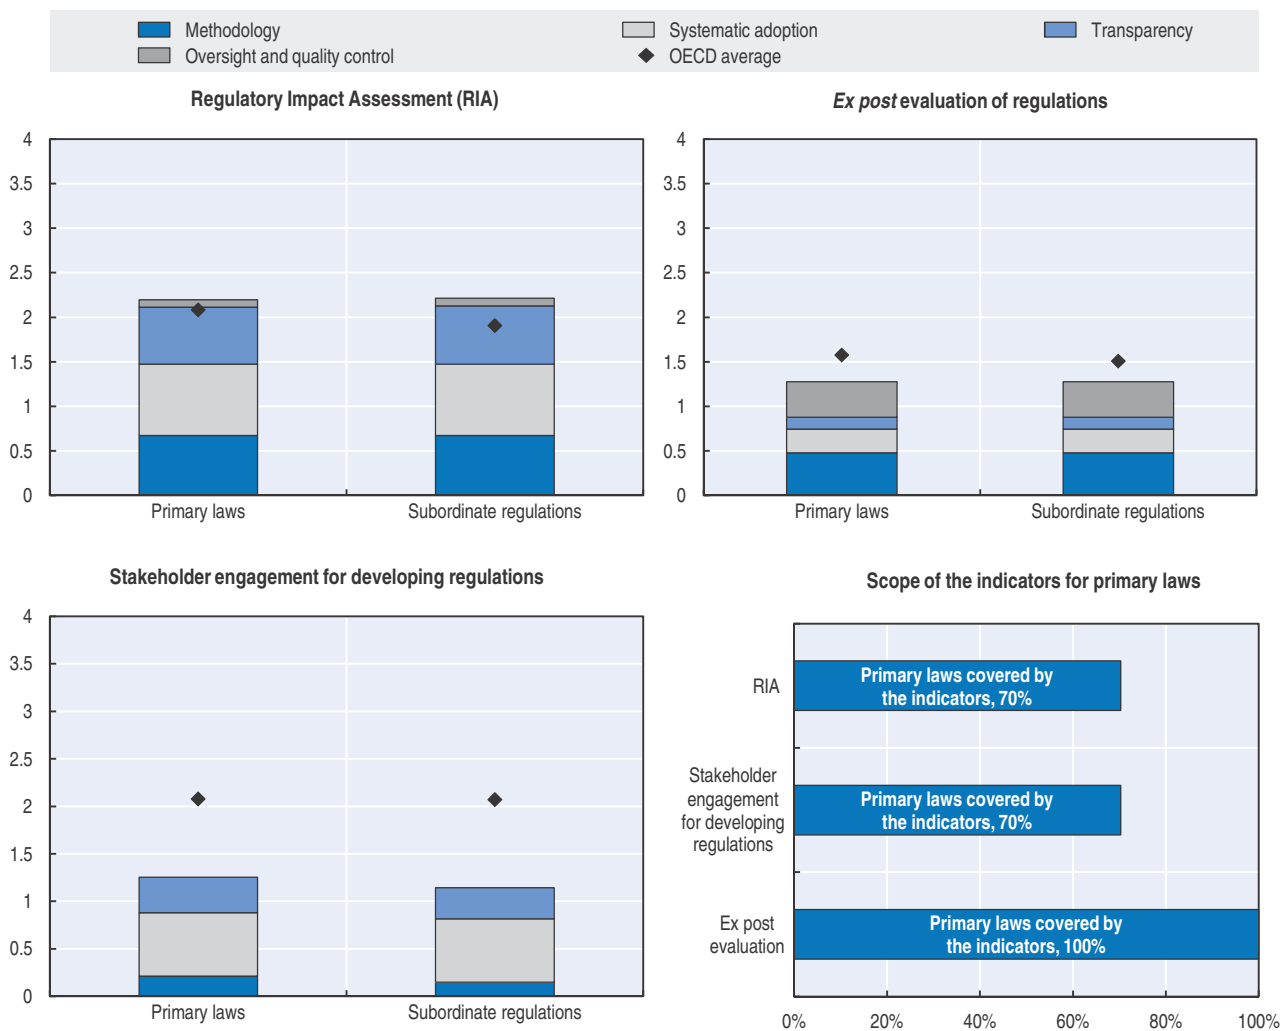 Methodology
Systematic adoption
Transparency
Oversight and quality control
OECD average
Regulatory Impact Assessment (RIA)
4
3.5
3
2.5
2
1.5
1
0.5
0
Primary laws
Subordinate regulations
Ex post evaluation of regulations
4
3.5
3
2.5
2
1.5
1
0.5
0
Primary laws
Subordinate regulations
Stakeholder engagement for developing regulations
4
3.5
3
2.5
2
1.5
1
0.5
0
Primary laws
Subordinate regulations
Scope of the indicators for primary laws
RIA
Primary laws covered by
the indicators, 70%
Stakeholder
engagement
for developing
regulations
Primary laws covered by
the indicators, 70%
Ex post
evaluation
Primary laws covered by
the indicators, 100%
0%
20%
40%
60%
80%
100%